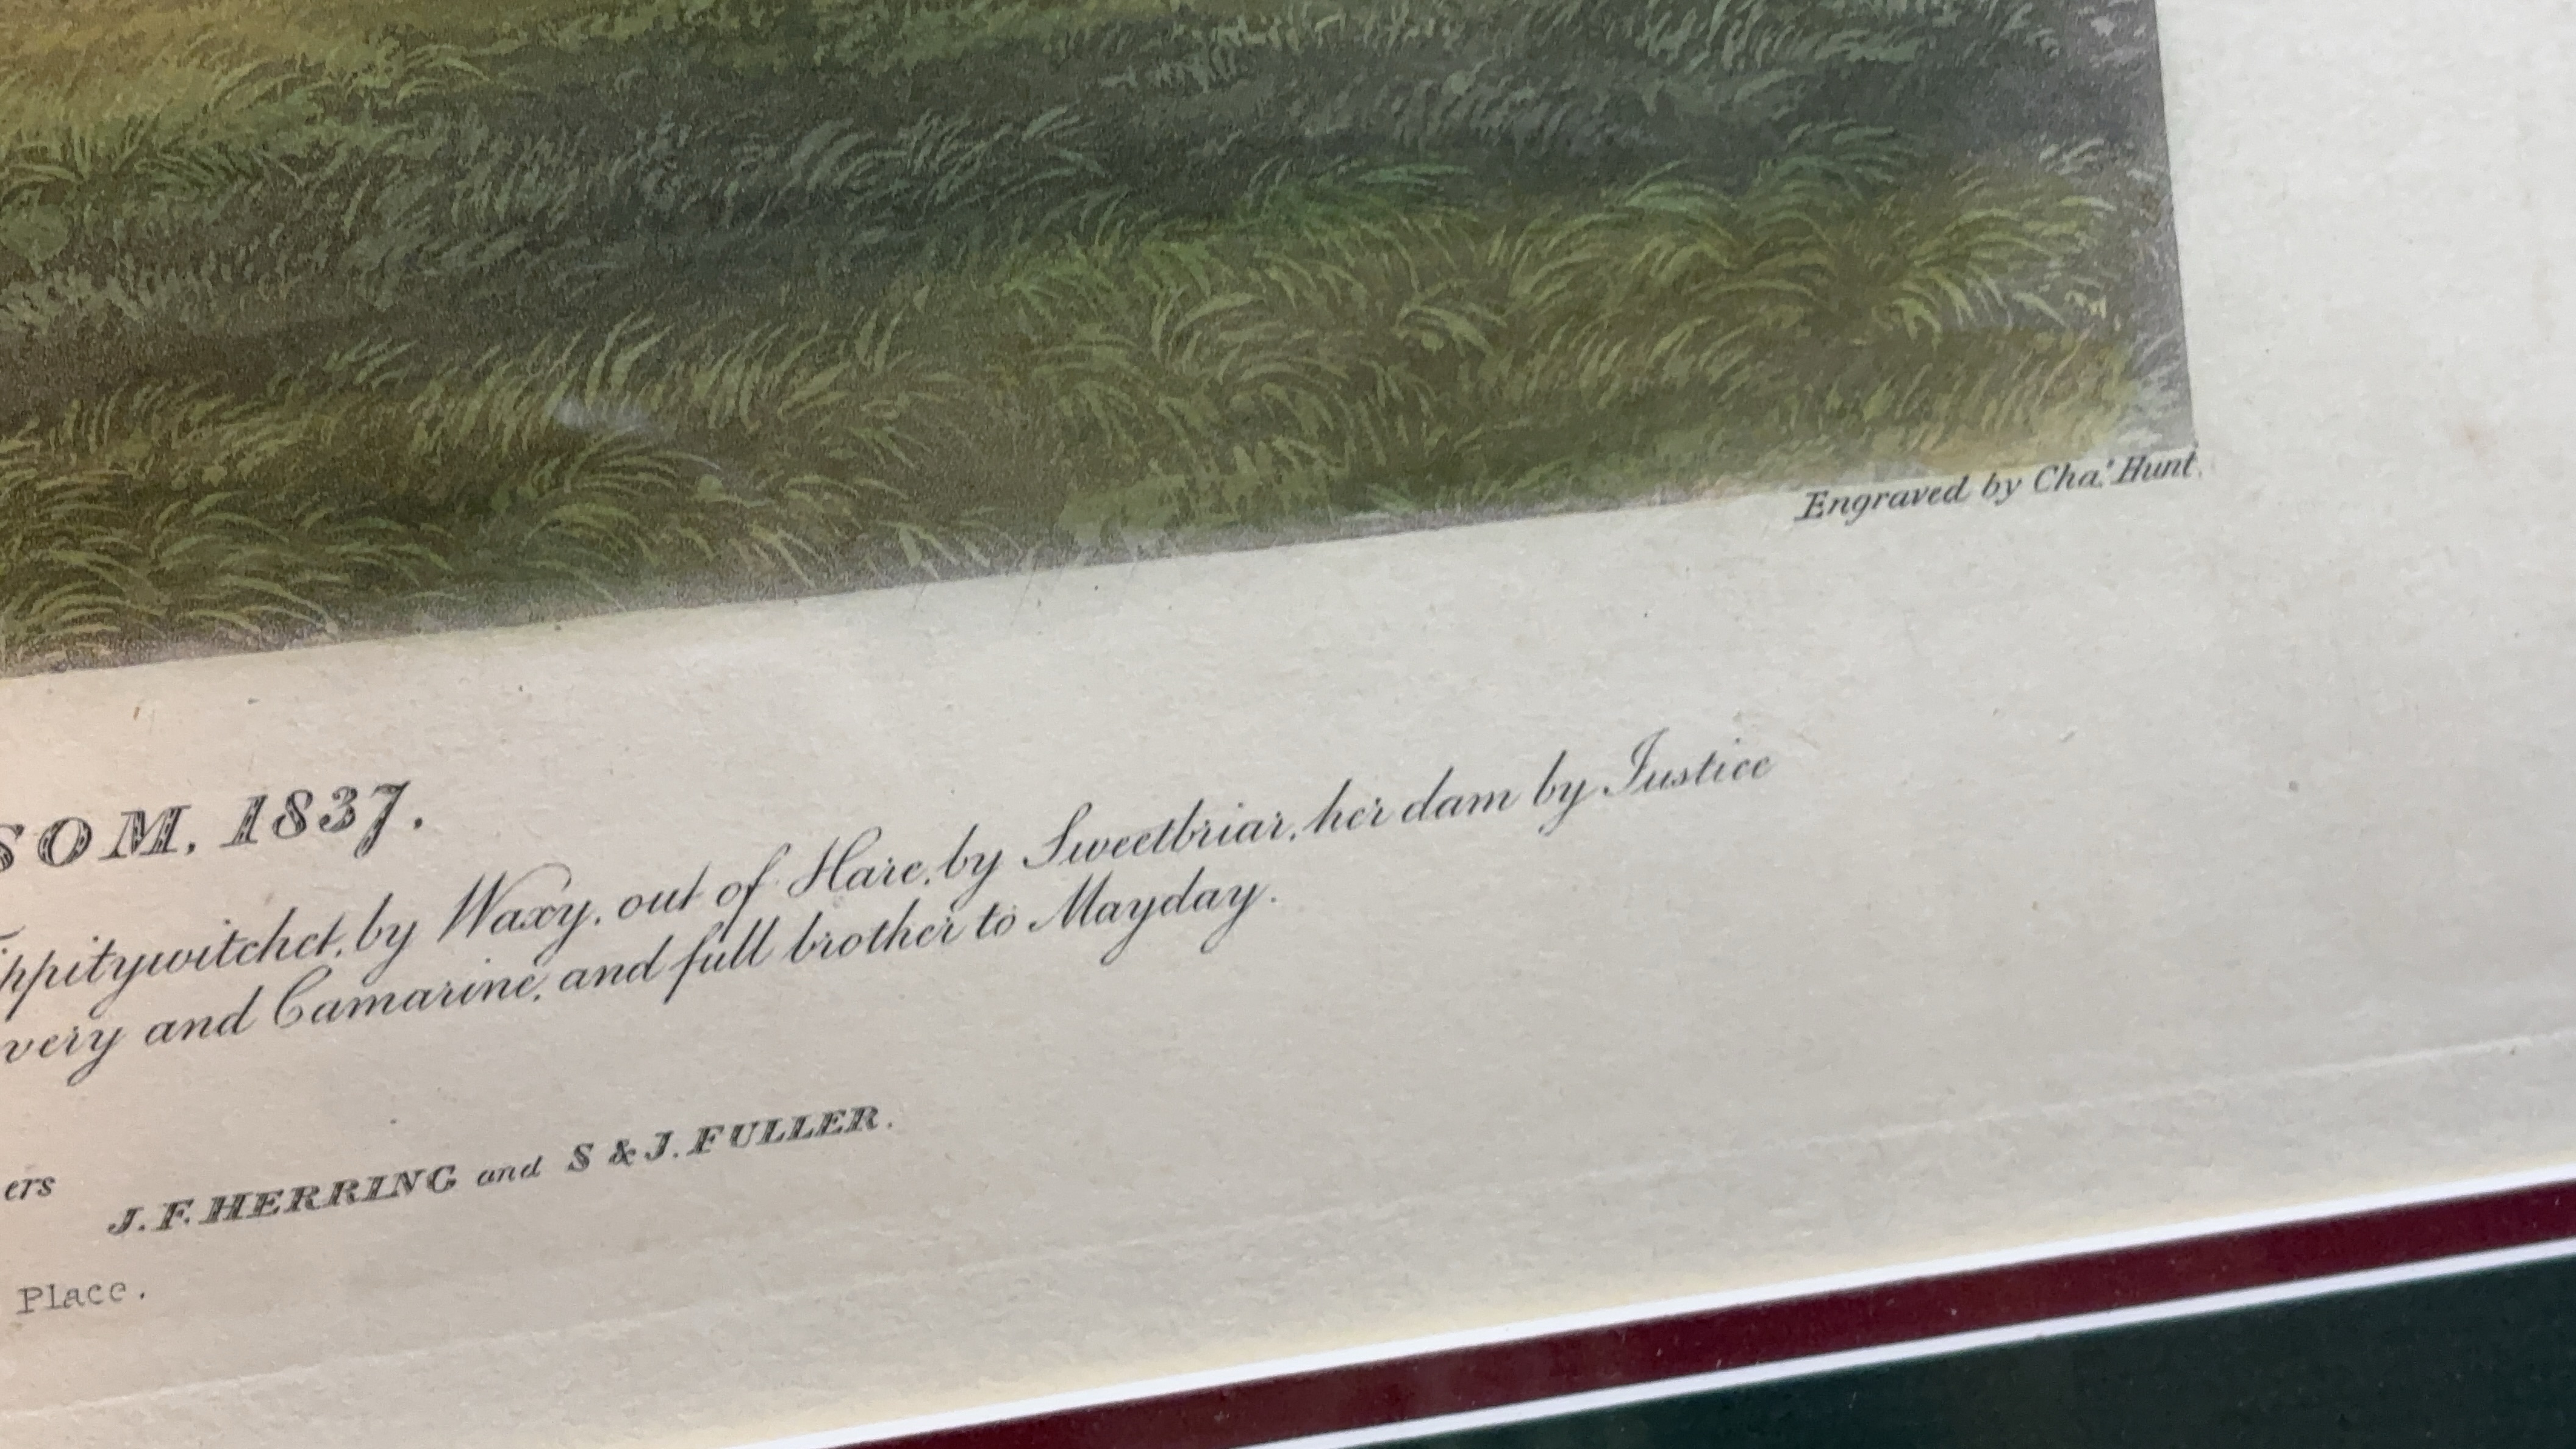 Engraved by Chaˢ Hunt.
SOM, 1837.
ppitywitchet, by Waxy, out of Hare, by Sweetbriar, her dam by Justice
very and Camarine, and full brother to Mayday.
ers J. F. HERRING and S & J. FULLER.
Place.